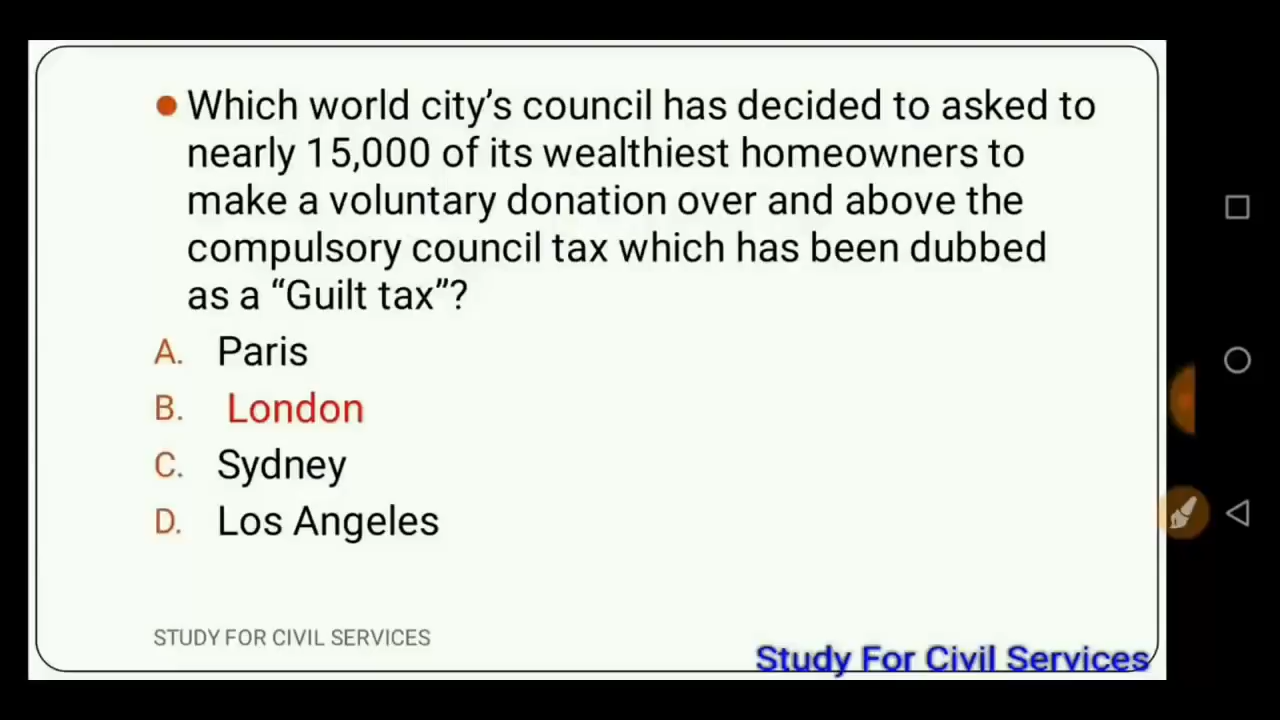 Which world city’s council has decided to asked to
nearly 15,000 of its wealthiest homeowners to
make a voluntary donation over and above the
compulsory council tax which has been dubbed
as a “Guilt tax”?
A. Paris
B. London
C. Sydney
D. Los Angeles
STUDY FOR CIVIL SERVICES
Study For Civil Services